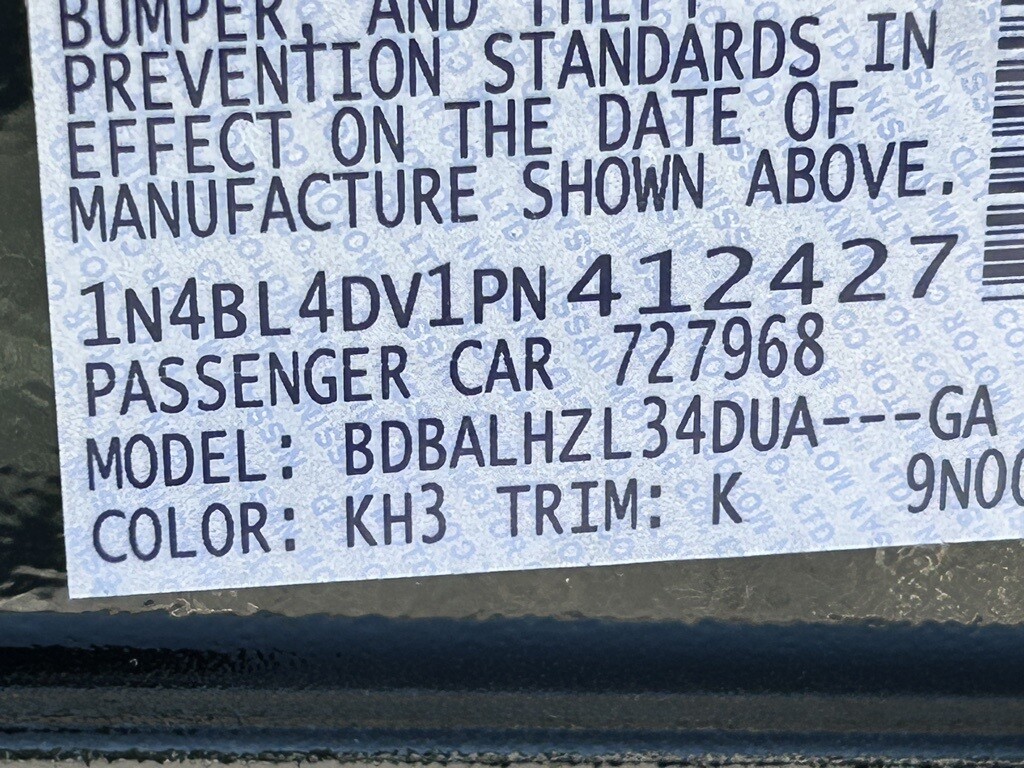 BUMPER, AND THEFT
PREVENTION STANDARDS IN
EFFECT ON THE DATE OF
MANUFACTURE SHOWN ABOVE.
1N4BL4DV1PN412427
PASSENGER CAR 727968
MODEL: BDBALHZL34DUA---GA
COLOR: KH3 TRIM: K 9N00